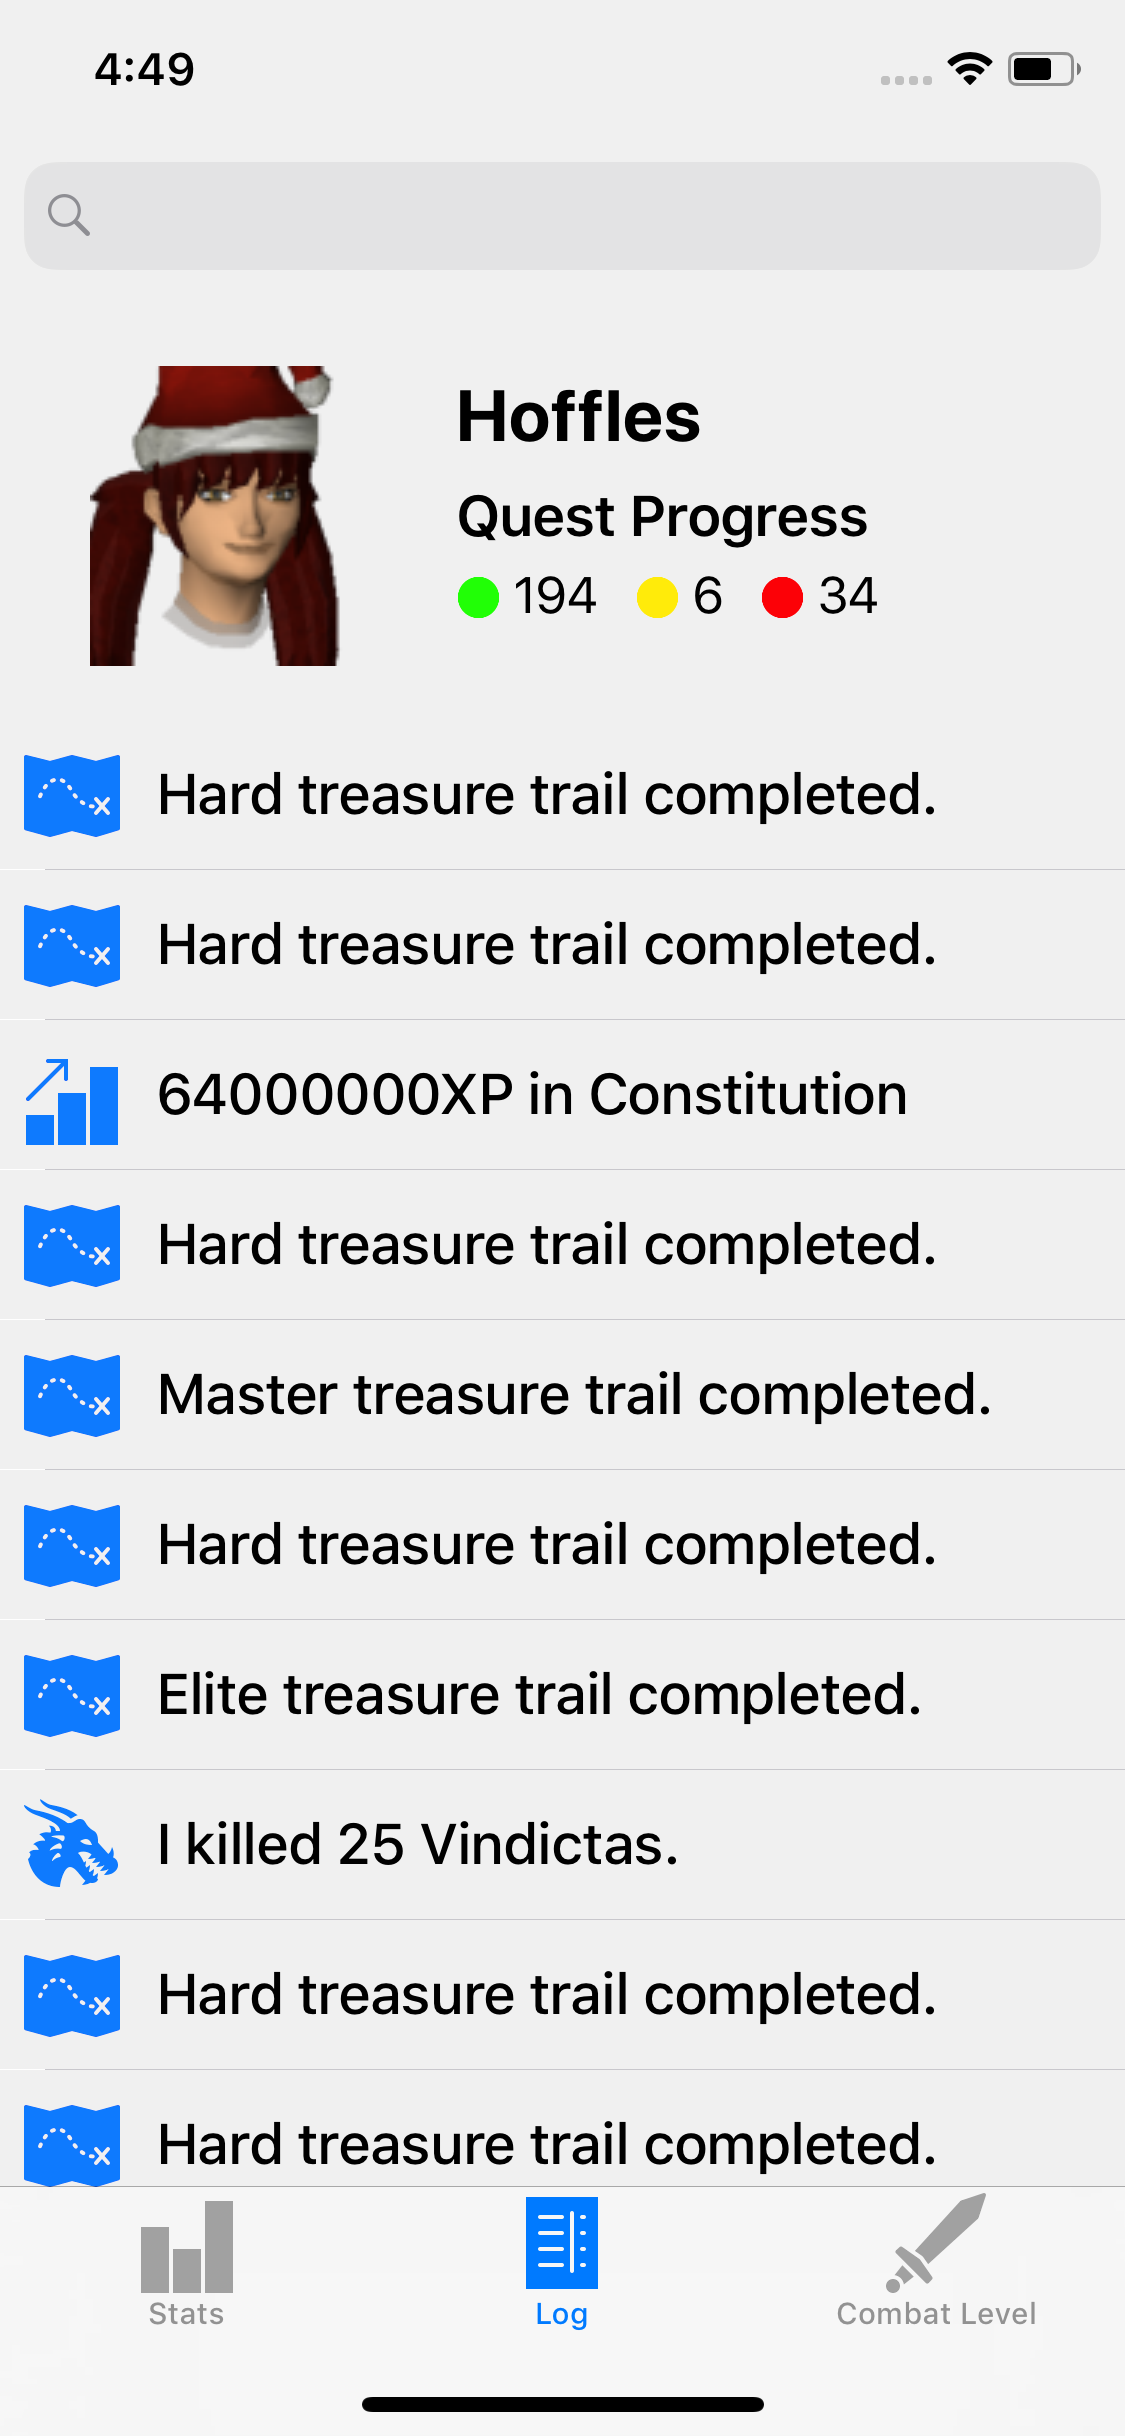 4:49
Hoffles
Quest Progress
194 6 34
Hard treasure trail completed.
Hard treasure trail completed.
64000000XP in Constitution
Hard treasure trail completed.
Master treasure trail completed.
Hard treasure trail completed.
Elite treasure trail completed.
I killed 25 Vindictas.
Hard treasure trail completed.
Hard treasure trail completed.
Stats Log Combat Level